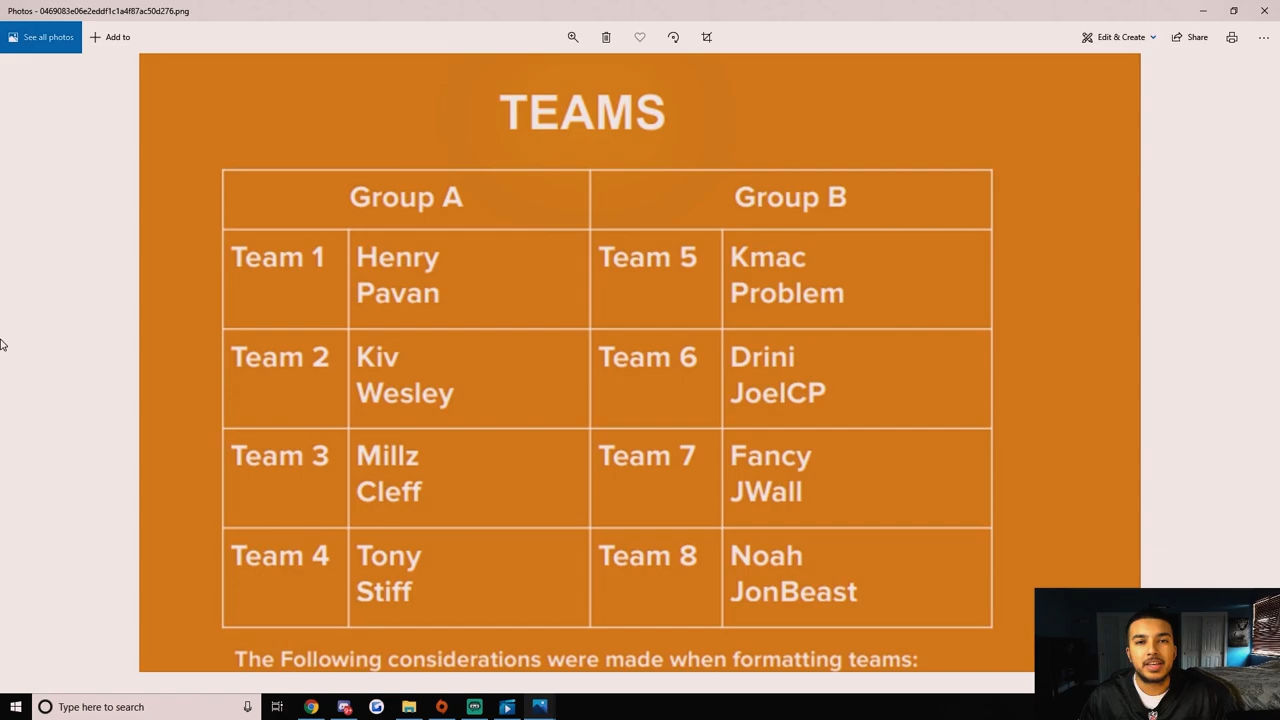 Photos - 0469083e06e2eddf1c1a4f87ac50d276.png
See all photos
Add to
Edit & Create
Share
TEAMS
Group A
Group B
Team 1
Henry
Pavan
Team 5
Kmac
Problem
Team 2
Kiv
Wesley
Team 6
Drini
JoelCP
Team 3
Millz
Cleff
Team 7
Fancy
JWall
Team 4
Tony
Stiff
Team 8
Noah
JonBeast
The Following considerations were made when formatting teams:
Type here to search